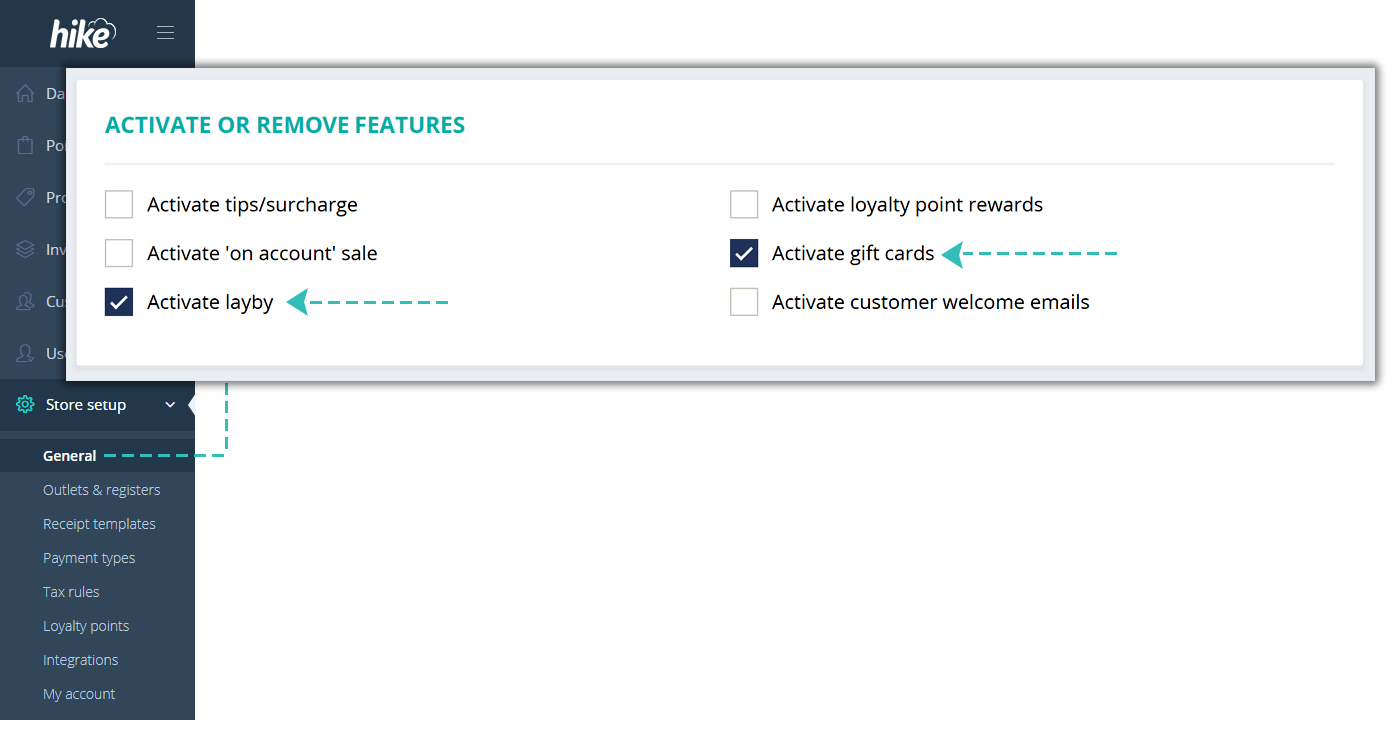 hike
ACTIVATE OR REMOVE FEATURES
Activate tips/surcharge
Activate loyalty point rewards
Activate 'on account' sale
Activate gift cards
Activate layby
Activate customer welcome emails
Da
Poi
Pro
Inv
Cu
Use
Store setup
General
Outlets & registers
Receipt templates
Payment types
Tax rules
Loyalty points
Integrations
My account